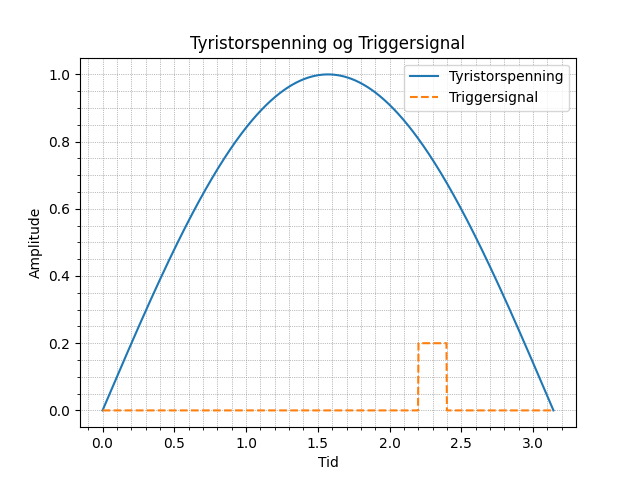 Tyristorspenning og Triggersignal
Tyristorspenning
Triggersignal
Amplitude
1.0
0.8
0.6
0.4
0.2
0.0
0.0 0.5 1.0 1.5 2.0 2.5 3.0
Tid